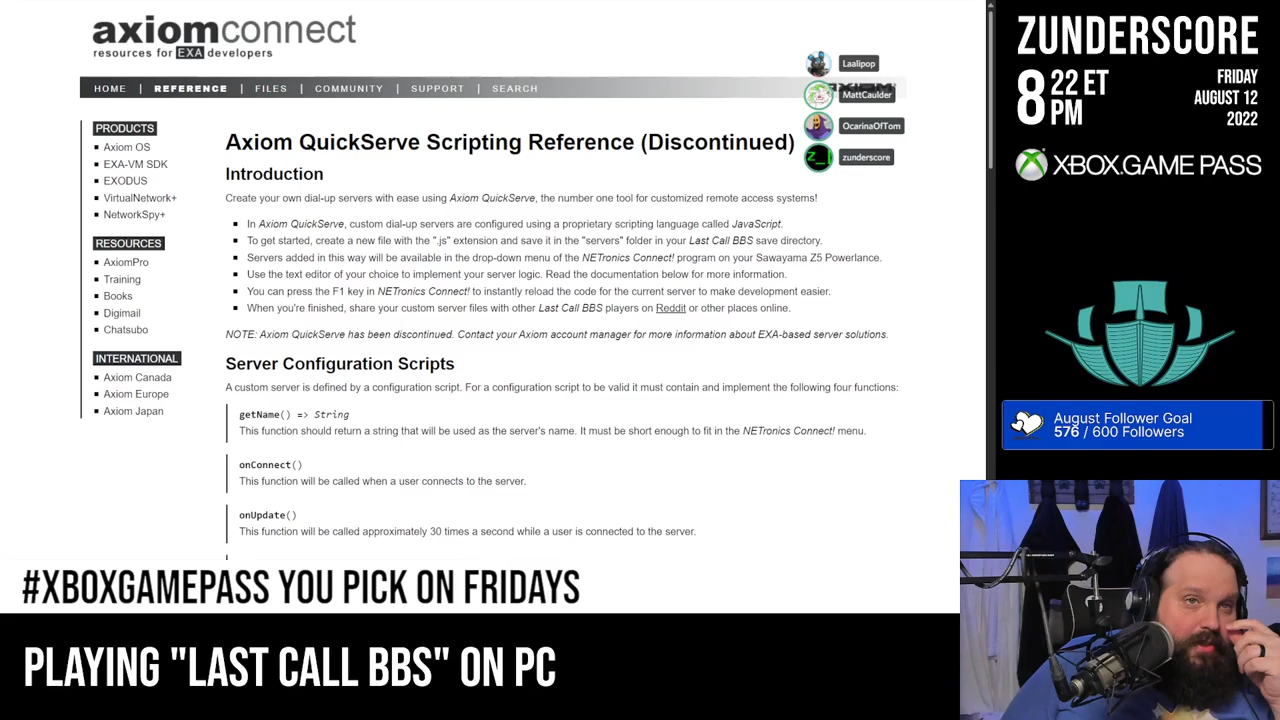 axiomconnect
resources for EXA developers
HOME | REFERENCE | FILES | COMMUNITY | SUPPORT | SEARCH
PRODUCTS
Axiom OS
EXA-VM SDK
EXODUS
VirtualNetwork+
NetworkSpy+
RESOURCES
AxiomPro
Training
Books
Digimail
Chatsubo
INTERNATIONAL
Axiom Canada
Axiom Europe
Axiom Japan
Axiom QuickServe Scripting Reference (Discontinued)
Introduction
Create your own dial-up servers with ease using Axiom QuickServe, the number one tool for customized remote access systems!
In Axiom QuickServe, custom dial-up servers are configured using a proprietary scripting language called JavaScript.
To get started, create a new file with the ".js" extension and save it in the "servers" folder in your Last Call BBS save directory.
Servers added in this way will be available in the drop-down menu of the NETronics Connect! program on your Sawayama Z5 Powerlance.
Use the text editor of your choice to implement your server logic. Read the documentation below for more information.
You can press the F1 key in NETronics Connect! to instantly reload the code for the current server to make development easier.
When you're finished, share your custom server files with other Last Call BBS players on Reddit or other places online.
NOTE: Axiom QuickServe has been discontinued. Contact your Axiom account manager for more information about EXA-based server solutions.
Server Configuration Scripts
A custom server is defined by a configuration script. For a configuration script to be valid it must contain and implement the following four functions:
getName() => String
This function should return a string that will be used as the server's name. It must be short enough to fit in the NETronics Connect! menu.
onConnect()
This function will be called when a user connects to the server.
onUpdate()
This function will be called approximately 30 times a second while a user is connected to the server.
Laalipop
MattCaulder
OcarinaOfTom
zunderscore
z_
ZUNDERSCORE
8 22 ET
PM
FRIDAY
AUGUST 12
2022
XBOX GAME PASS
August Follower Goal
576 / 600 Followers
#XBOXGAMEPASS YOU PICK ON FRIDAYS
PLAYING "LAST CALL BBS" ON PC